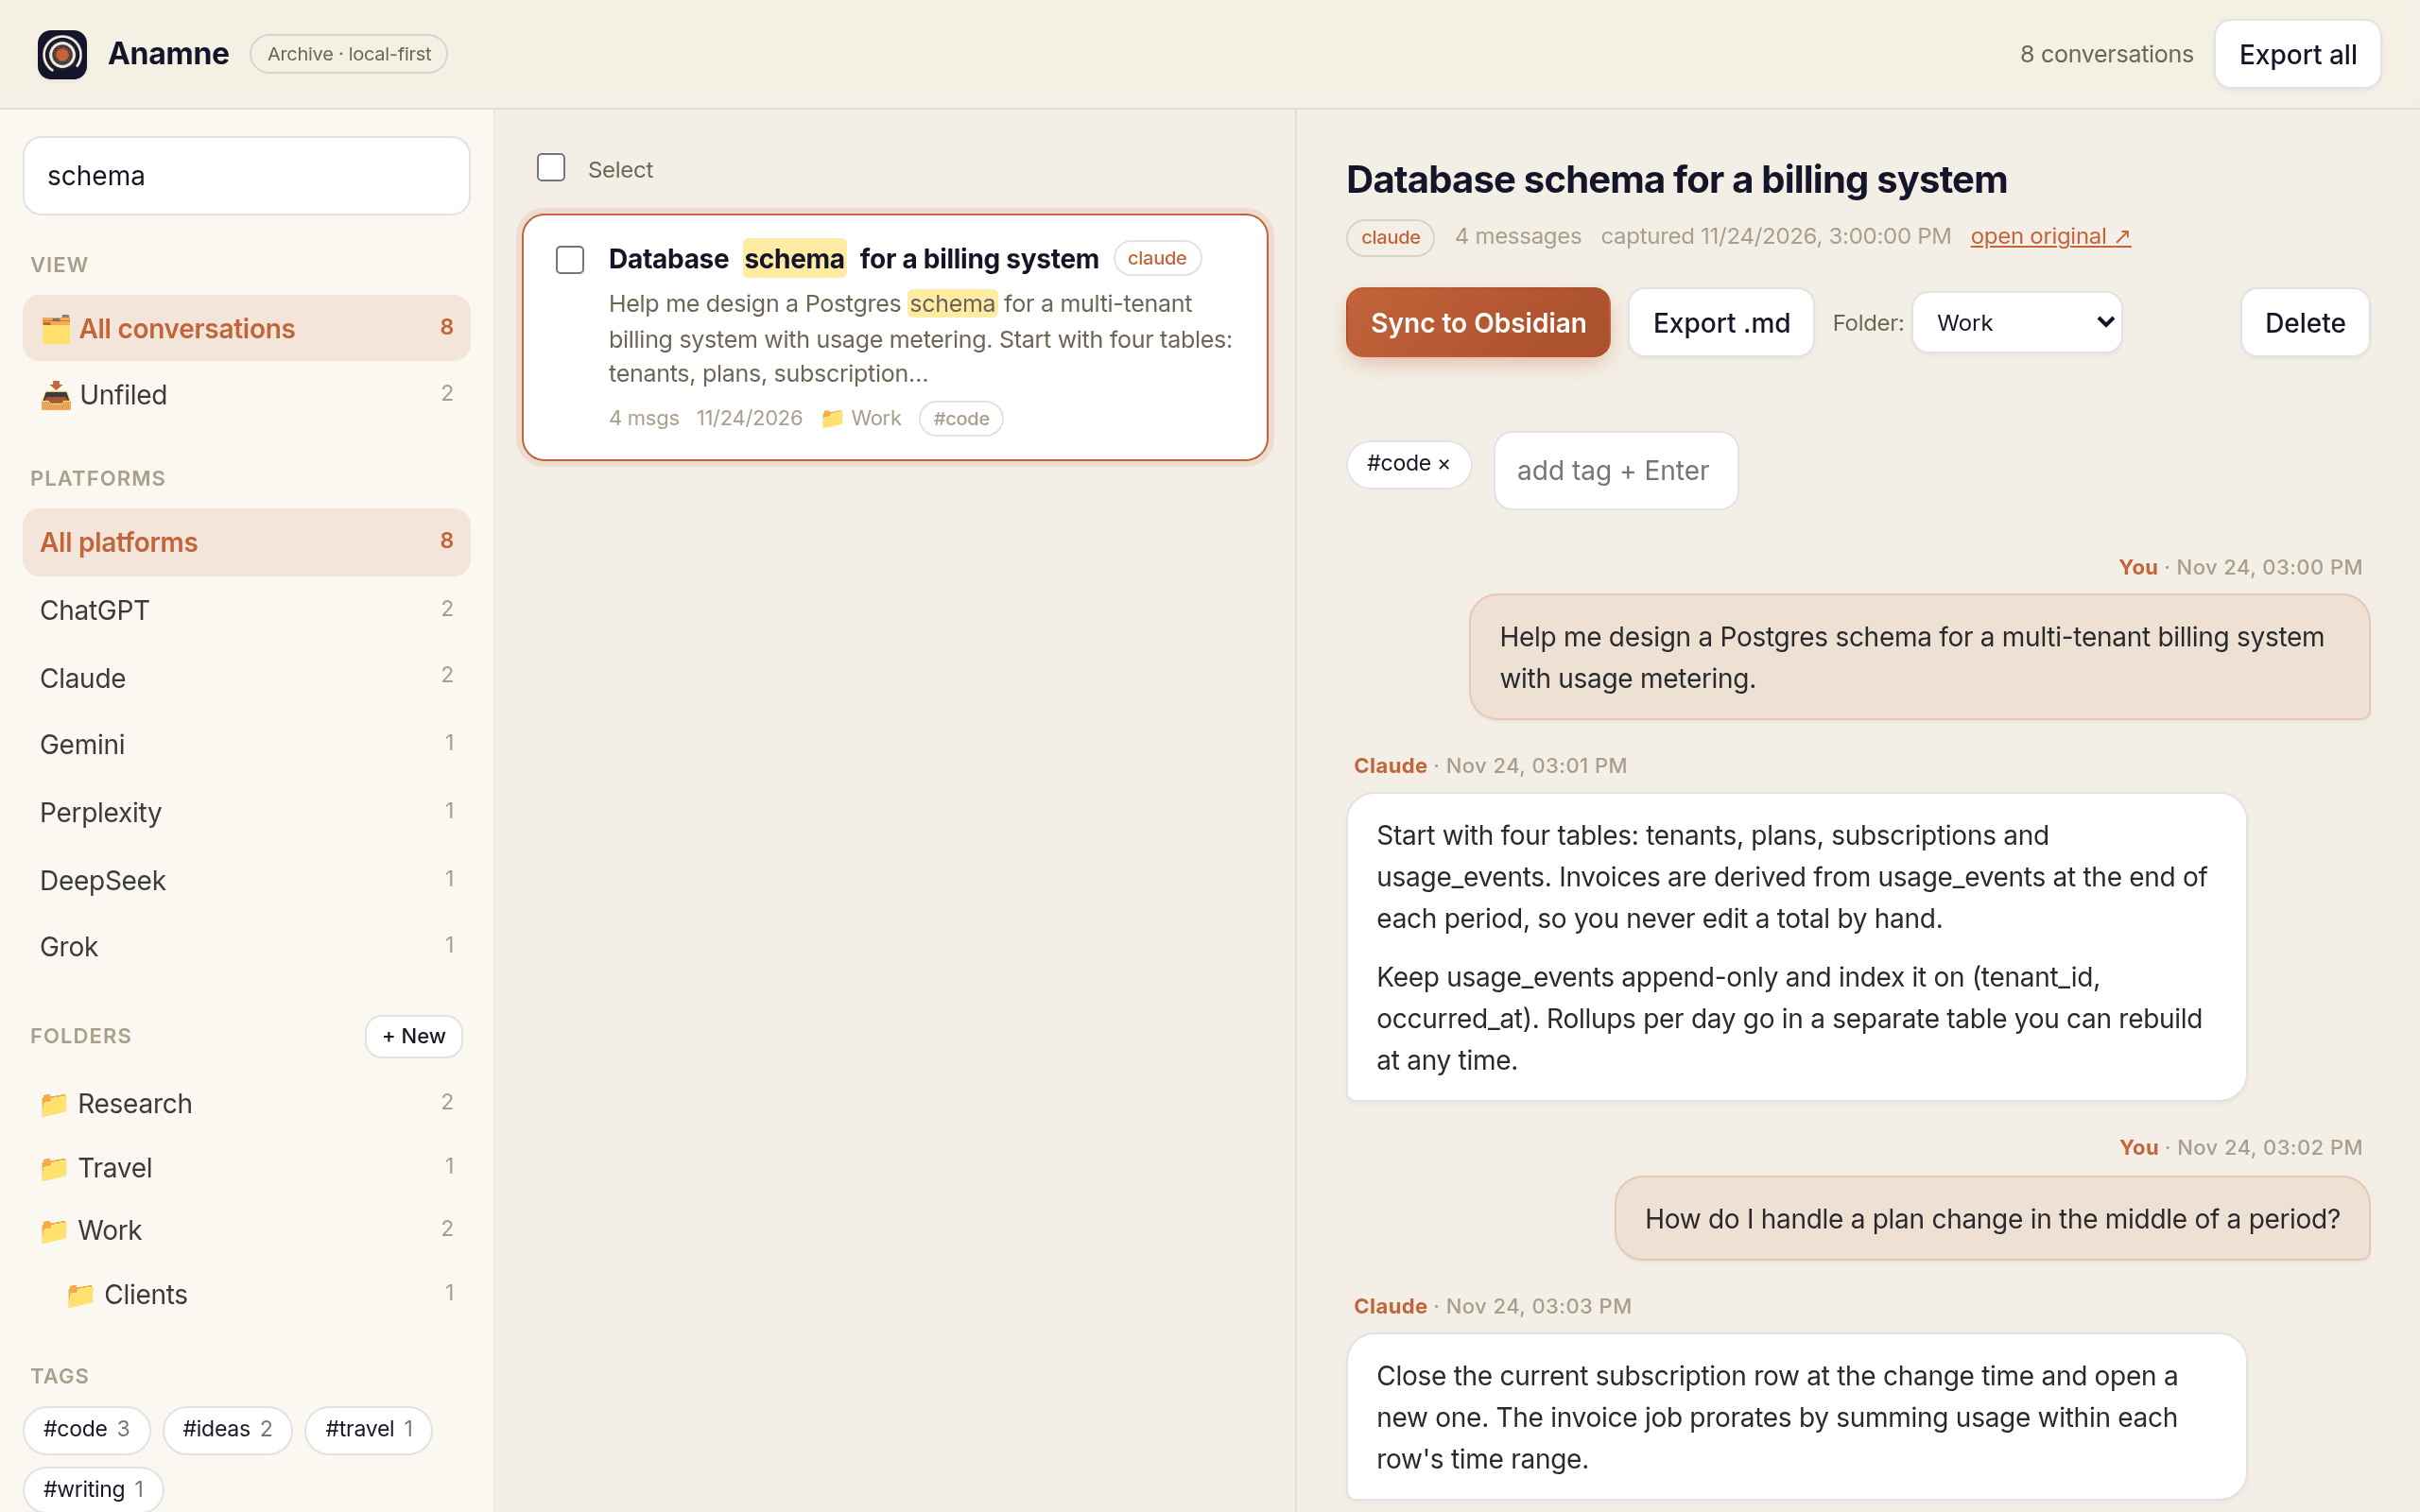 Anamne
Archive · local-first
8 conversations
Export all
schema
VIEW
All conversations 8
Unfiled 2
PLATFORMS
All platforms 8
ChatGPT 2
Claude 2
Gemini 1
Perplexity 1
DeepSeek 1
Grok 1
FOLDERS
+ New
Research 2
Travel 1
Work 2
Clients 1
TAGS
#code 3
#ideas 2
#travel 1
#writing 1
Select
Database schema for a billing system claude
Help me design a Postgres schema for a multi-tenant
billing system with usage metering. Start with four tables:
tenants, plans, subscription...
4 msgs 11/24/2026 Work #code
Database schema for a billing system
claude 4 messages captured 11/24/2026, 3:00:00 PM open original ↗
Sync to Obsidian
Export .md
Folder: Work
Delete
#code ×
add tag + Enter
You · Nov 24, 03:00 PM
Help me design a Postgres schema for a multi-tenant billing system
with usage metering.
Claude · Nov 24, 03:01 PM
Start with four tables: tenants, plans, subscriptions and
usage_events. Invoices are derived from usage_events at the end of
each period, so you never edit a total by hand.
Keep usage_events append-only and index it on (tenant_id,
occurred_at). Rollups per day go in a separate table you can rebuild
at any time.
You · Nov 24, 03:02 PM
How do I handle a plan change in the middle of a period?
Claude · Nov 24, 03:03 PM
Close the current subscription row at the change time and open a
new one. The invoice job prorates by summing usage within each
row's time range.